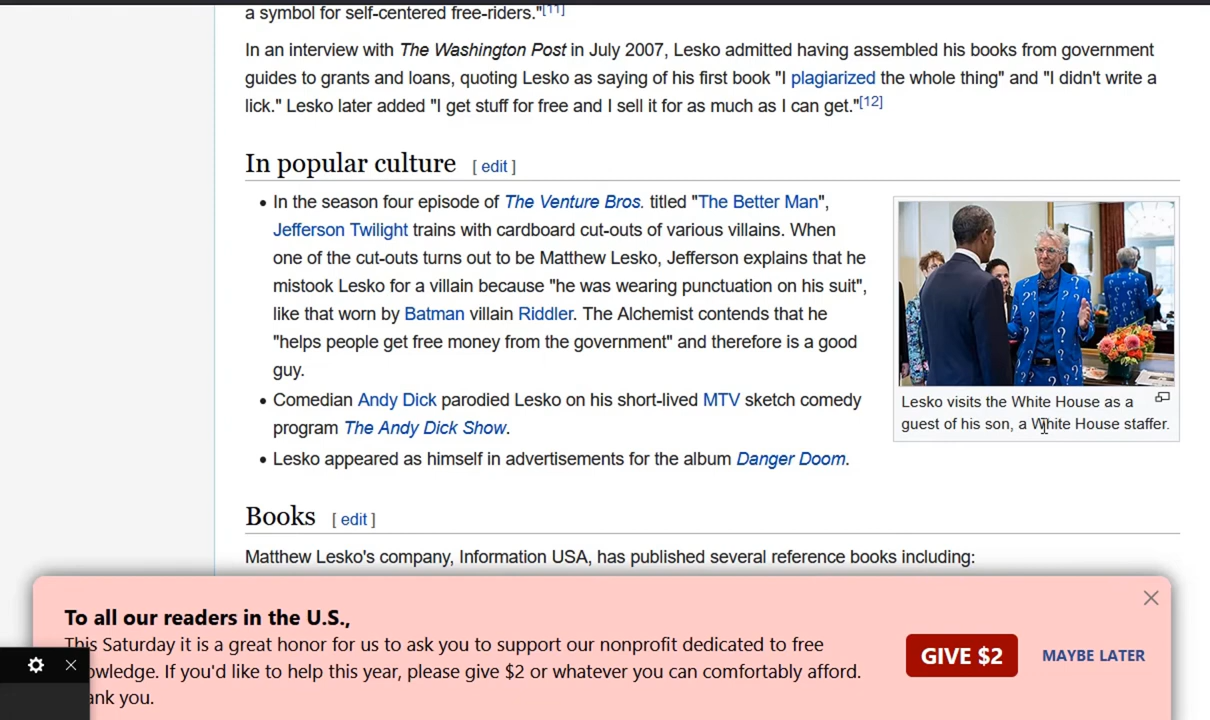 a symbol for self-centered free-riders."[11]
In an interview with The Washington Post in July 2007, Lesko admitted having assembled his books from government
guides to grants and loans, quoting Lesko as saying of his first book "I plagiarized the whole thing" and "I didn't write a
lick." Lesko later added "I get stuff for free and I sell it for as much as I can get."[12]
In popular culture [ edit ]
• In the season four episode of The Venture Bros. titled "The Better Man",
Jefferson Twilight trains with cardboard cut-outs of various villains. When
one of the cut-outs turns out to be Matthew Lesko, Jefferson explains that he
mistook Lesko for a villain because "he was wearing punctuation on his suit",
like that worn by Batman villain Riddler. The Alchemist contends that he
"helps people get free money from the government" and therefore is a good
guy.
• Comedian Andy Dick parodied Lesko on his short-lived MTV sketch comedy
program The Andy Dick Show.
• Lesko appeared as himself in advertisements for the album Danger Doom.
Lesko visits the White House as a
guest of his son, a White House staffer.
Books [ edit ]
Matthew Lesko's company, Information USA, has published several reference books including:
To all our readers in the U.S.,
This Saturday it is a great honor for us to ask you to support our nonprofit dedicated to free
owledge. If you'd like to help this year, please give $2 or whatever you can comfortably afford.
ank you.
GIVE $2
MAYBE LATER